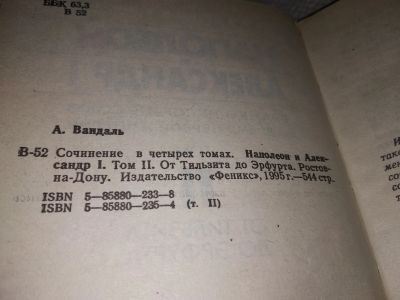 ББК 63,3
В 52
А. Вандаль
В-52 Сочинение в четырех томах. Наполеон и Алек-
сандр I. Том II. От Тильзита до Эрфурта. Ростов-
на-Дону. Издательство «Феникс», 1995 г.—544 стр.
ISBN 5—85880—233—8
ISBN 5—85880—235—4 (т. II)